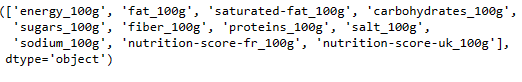 (['energy_100g', 'fat_100g', 'saturated-fat_100g', 'carbohydrates_100g',
'sugars_100g', 'fiber_100g', 'proteins_100g', 'salt_100g',
'sodium_100g', 'nutrition-score-fr_100g', 'nutrition-score-uk_100g'],
dtype='object')